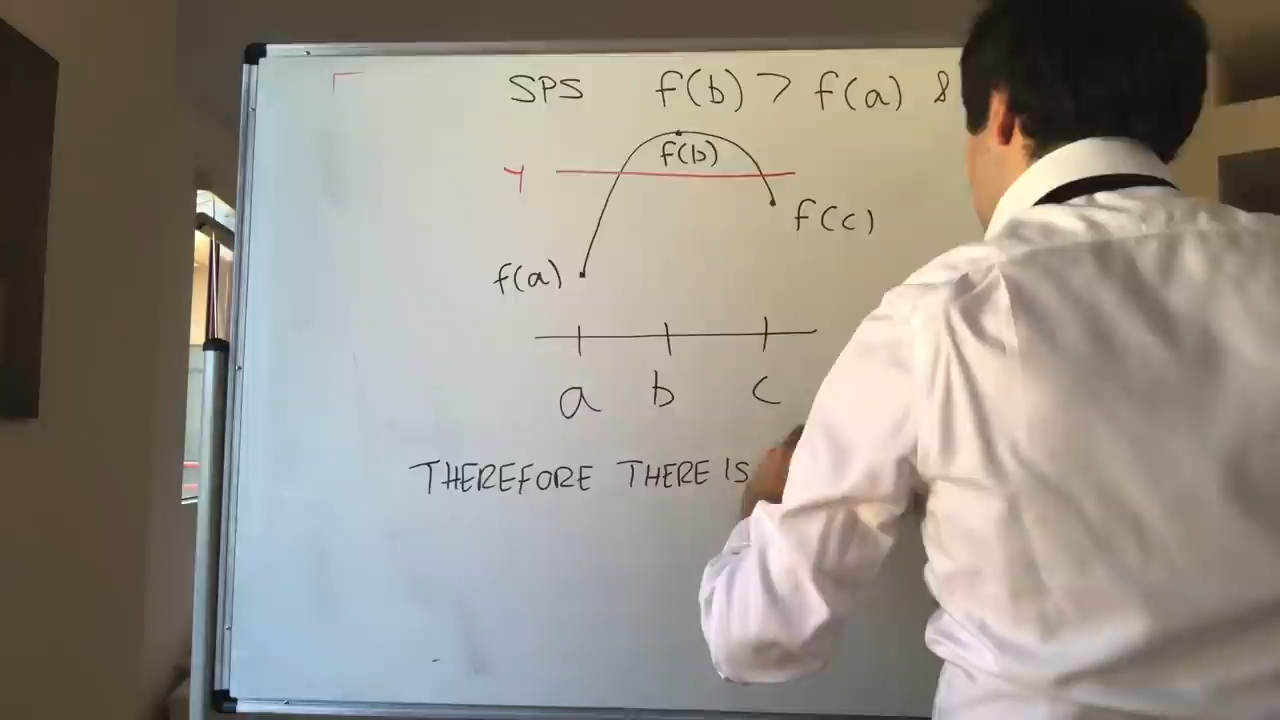 SPS f(b) > f(a) &
f(b)
y
f(c)
f(a)
a b c
THEREFORE THERE IS